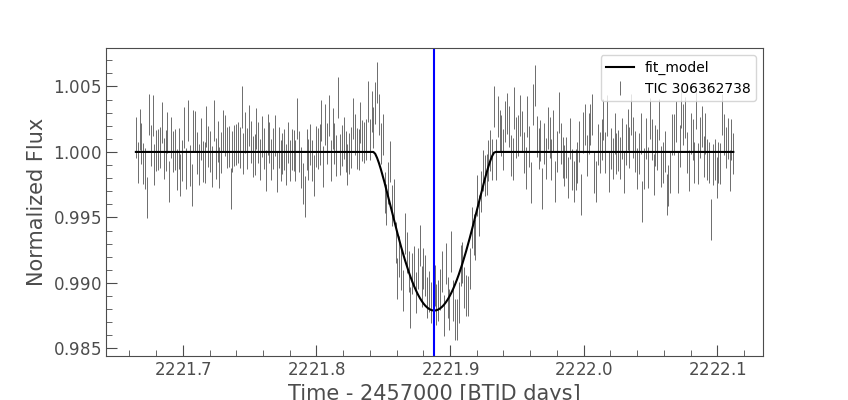 fit_model
TIC 306362738
1.005
1.000
0.995
0.990
0.985
Normalized Flux
2221.7 2221.8 2221.9 2222.0 2222.1
Time - 2457000 [BTJD days]